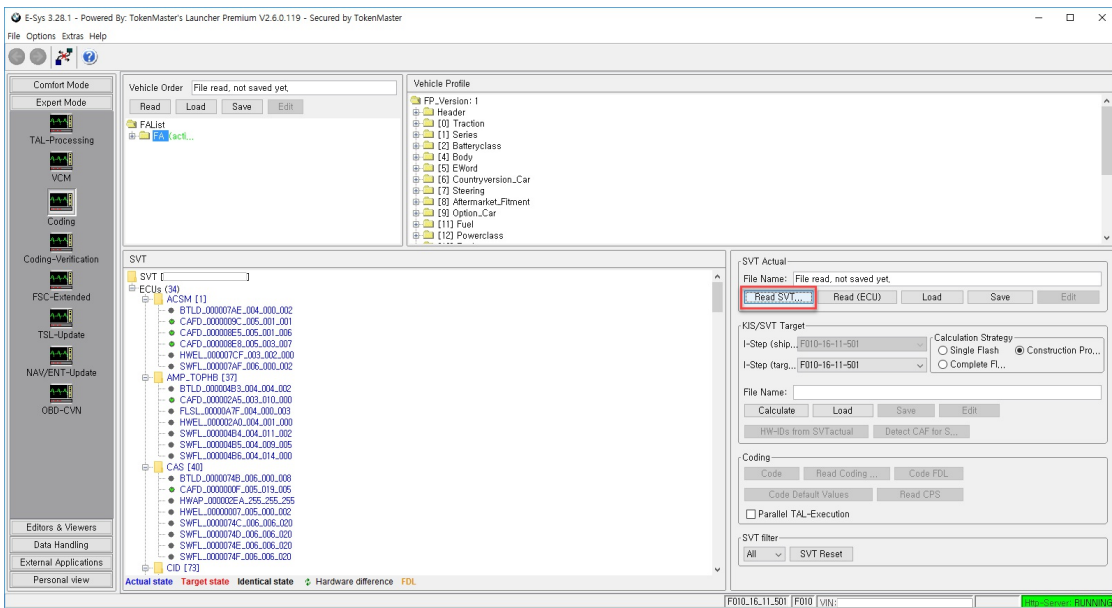 E-Sys 3.28.1 - Powered By: TokenMaster's Launcher Premium V2.6.0.119 - Secured by TokenMaster
File Options Extras Help
Comfort Mode
Expert Mode
TAL-Processing
VCM
Coding
Coding-Verification
FSC-Extended
TSL-Update
NAV/ENT-Update
OBD-CVN
Editors & Viewers
Data Handling
External Applications
Personal view
Vehicle Order File read, not saved yet,
Read Load Save Edit
FAList
FA (acti...
Vehicle Profile
FP_Version: 1
Header
[0] Traction
[1] Series
[2] Batteryclass
[4] Body
[5] EWord
[6] Countryversion_Car
[7] Steering
[8] Aftermarket_Fitment
[9] Option_Car
[11] Fuel
[12] Powerclass
SVT
SVT [ ]
ECUs (34)
ACSM [1]
BTLD_000007AE_004_000_002
CAFD_0000009C_005_001_001
CAFD_000008E5_005_001_006
CAFD_000008E8_005_003_007
HWEL_000007CF_003_002_000
SWFL_000007AF_006_000_002
AMP_TOPHB [37]
BTLD_000004B3_004_004_002
CAFD_000002A5_003_010_000
FLSL_00000A7F_004_000_003
HWEL_000002A0_004_001_000
SWFL_000004B4_004_011_002
SWFL_000004B5_004_009_005
SWFL_000004B6_004_014_000
CAS [40]
BTLD_0000074B_006_000_008
CAFD_0000000F_005_019_005
HWAP_000002EA_255_255_255
HWEL_00000007_005_000_002
SWFL_0000074C_006_006_020
SWFL_0000074D_006_006_020
SWFL_0000074E_006_006_020
SWFL_0000074F_006_006_020
CID [73]
Actual state Target state Identical state Hardware difference FDL
SVT Actual
File Name: File read, not saved yet,
Read SVT... Read (ECU) Load Save Edit
KIS/SVT Target
I-Step (ship... F010-16-11-501
I-Step (targ... F010-16-11-501
Calculation Strategy
Single Flash Construction Pro...
Complete Fl...
File Name:
Calculate Load Save Edit
HW-IDs from SVTactual Detect CAF for S...
Coding
Code Read Coding ... Code FDL
Code Default Values Read CPS
Parallel TAL-Execution
SVT filter
All SVT Reset
F010_16_11_501 F010 VIN: Http-Server: RUNNING